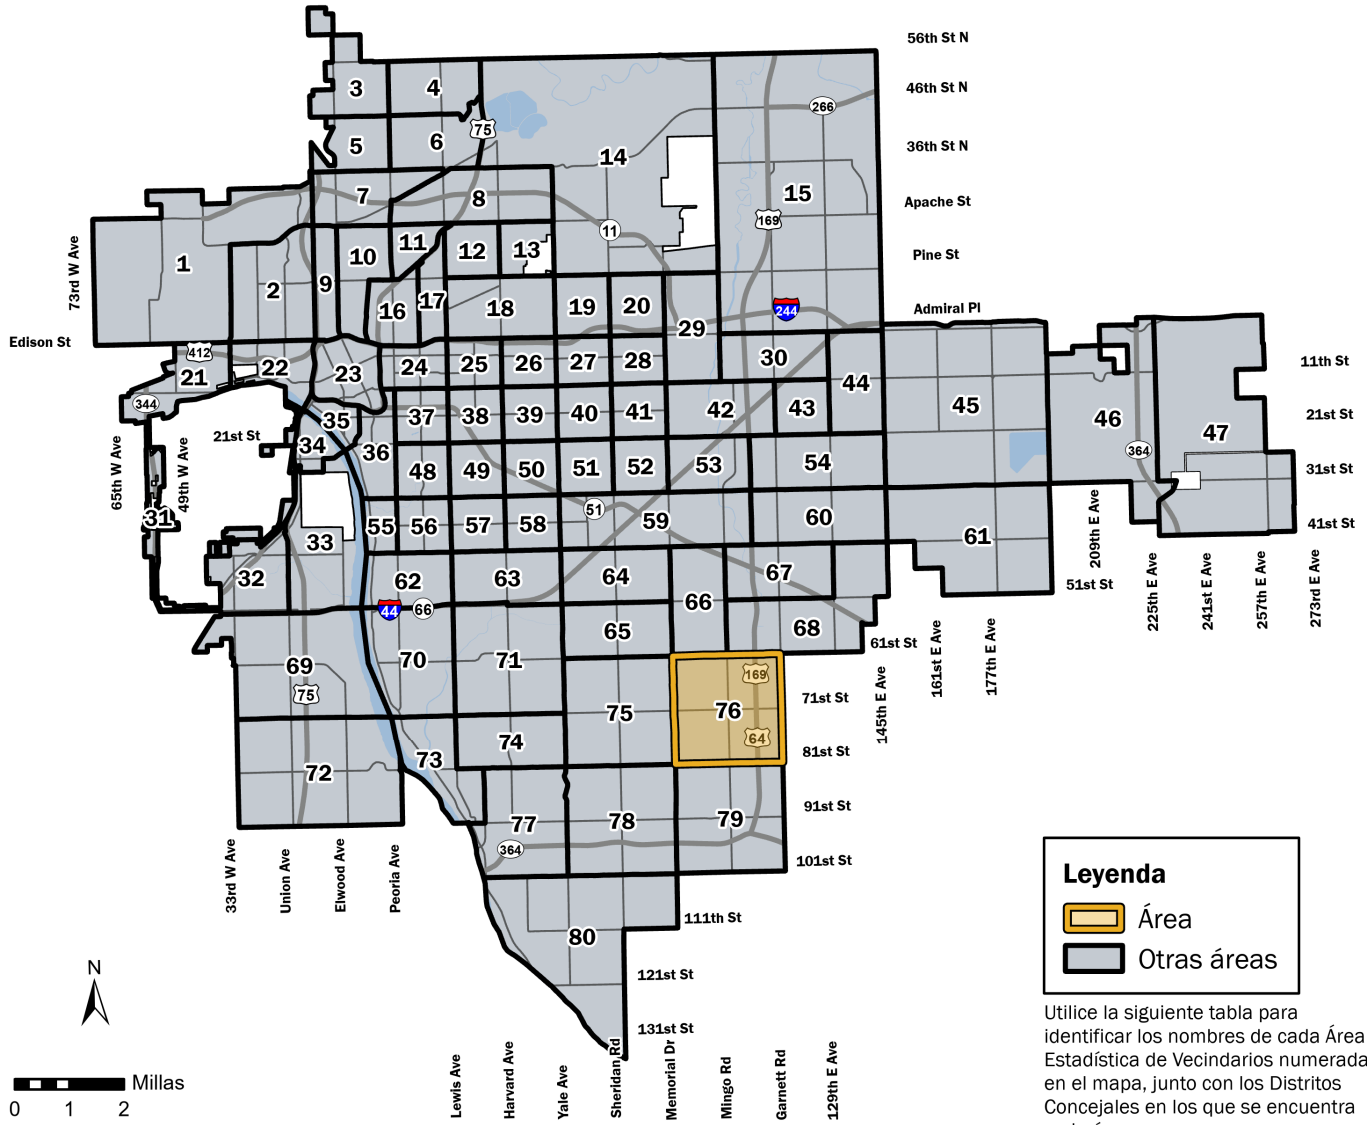 56th St N
46th St N
36th St N
Apache St
Pine St
Admiral Pl
11th St
21st St
31st St
41st St
51st St
61st St
71st St
81st St
91st St
101st St
111th St
121st St
131st St
Edison St
21st St
73rd W Ave
65th W Ave
49th W Ave
33rd W Ave
Union Ave
Elwood Ave
Peoria Ave
Lewis Ave
Harvard Ave
Yale Ave
Sheridan Rd
Memorial Dr
Mingo Rd
Garnett Rd
129th E Ave
145th E Ave
161st E Ave
177th E Ave
209th E Ave
225th E Ave
241st E Ave
257th E Ave
273rd E Ave
1
2
3
4
5
6
7
8
9
10
11
12
13
14
15
16
17
18
19
20
21
22
23
24
25
26
27
28
29
30
31
32
33
34
35
36
37
38
39
40
41
42
43
44
45
46
47
48
49
50
51
52
53
54
55
56
57
58
59
60
61
62
63
64
65
66
67
68
69
70
71
72
73
74
75
76
77
78
79
80
75
266
169
11
244
412
344
364
51
44
66
75
169
64
364
N
Millas
0 1 2
Leyenda
Área
Otras áreas
Utilice la siguiente tabla para
identificar los nombres de cada Área
Estadística de Vecindarios numerada
en el mapa, junto con los Distritos
Concejales en los que se encuentra